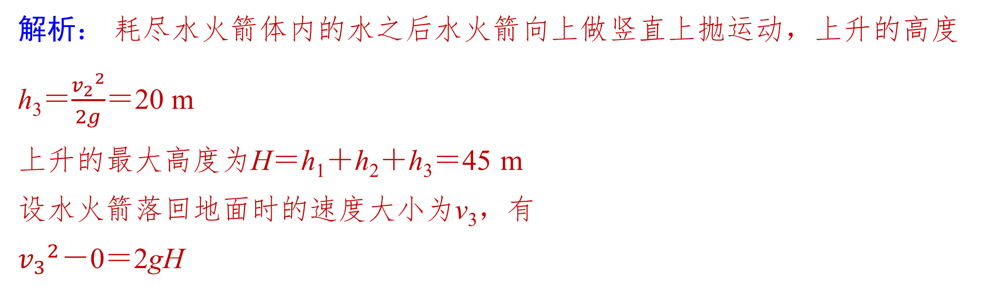 解析： 耗尽水火箭体内的水之后水火箭向上做竖直上抛运动，上升的高度
h₃＝v₂²/2g＝20 m
上升的最大高度为H＝h₁＋h₂＋h₃＝45 m
设水火箭落回地面时的速度大小为v₃，有
v₃²－0＝2gH